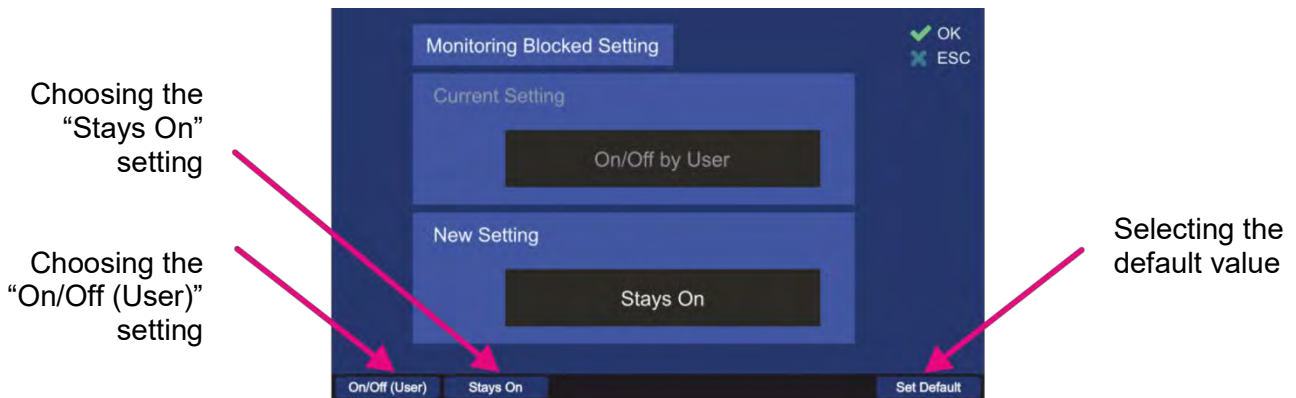 Monitoring Blocked Setting
OK
ESC
Choosing the
“Stays On”
setting
Current Setting
On/Off by User
New Setting
Stays On
Choosing the
“On/Off (User)”
setting
Selecting the
default value
On/Off (User)
Stays On
Set Default